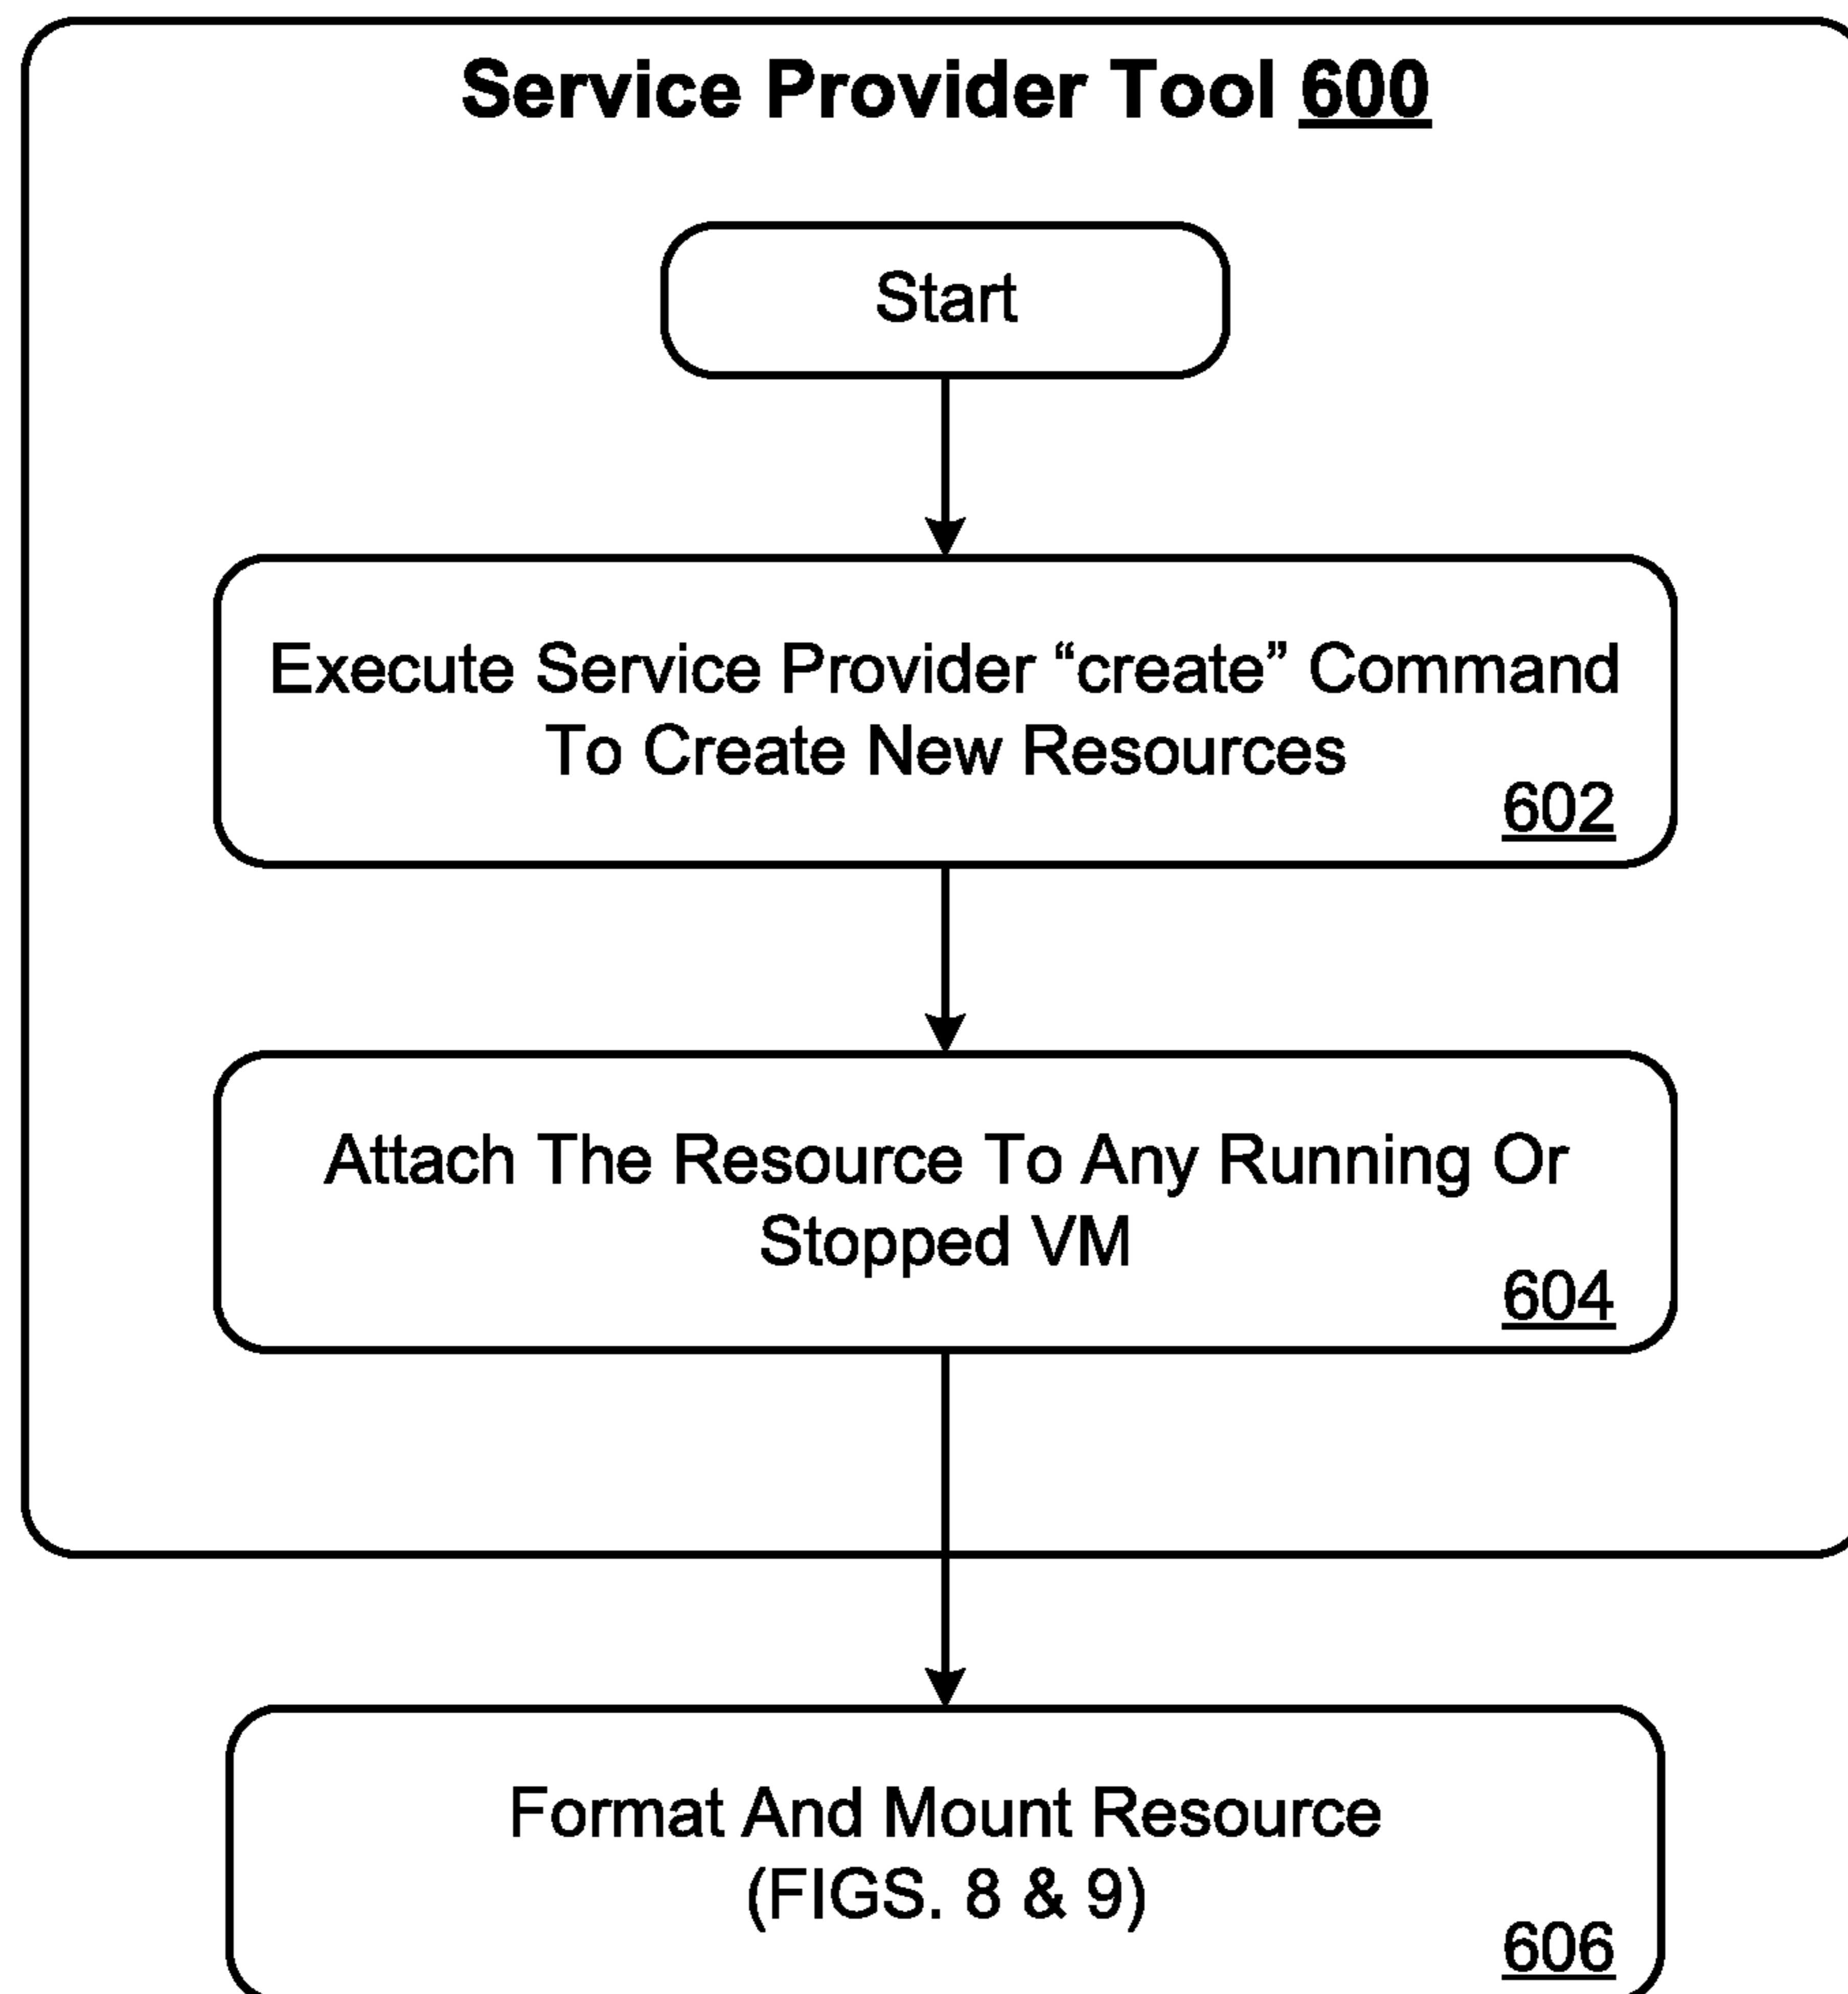 Service Provider Tool 600
Start
Execute Service Provider “create” Command
To Create New Resources
602
Attach The Resource To Any Running Or
Stopped VM
604
Format And Mount Resource
(FIGS. 8 & 9)
606